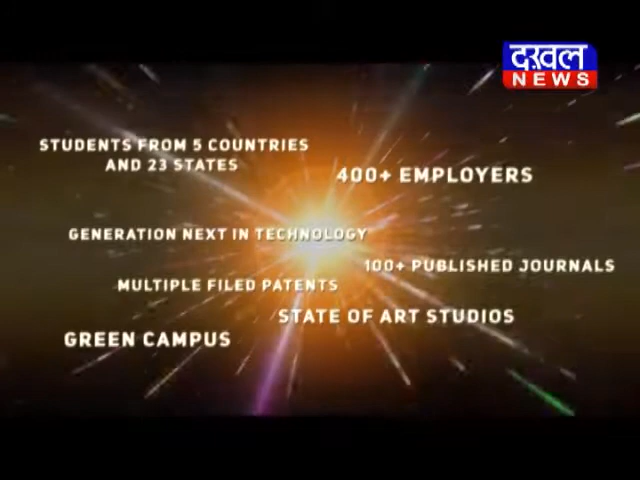 दख़ल
NEWS
STUDENTS FROM 5 COUNTRIES
AND 23 STATES
400+ EMPLOYERS
GENERATION NEXT IN TECHNOLOGY
100+ PUBLISHED JOURNALS
MULTIPLE FILED PATENTS
STATE OF ART STUDIOS
GREEN CAMPUS